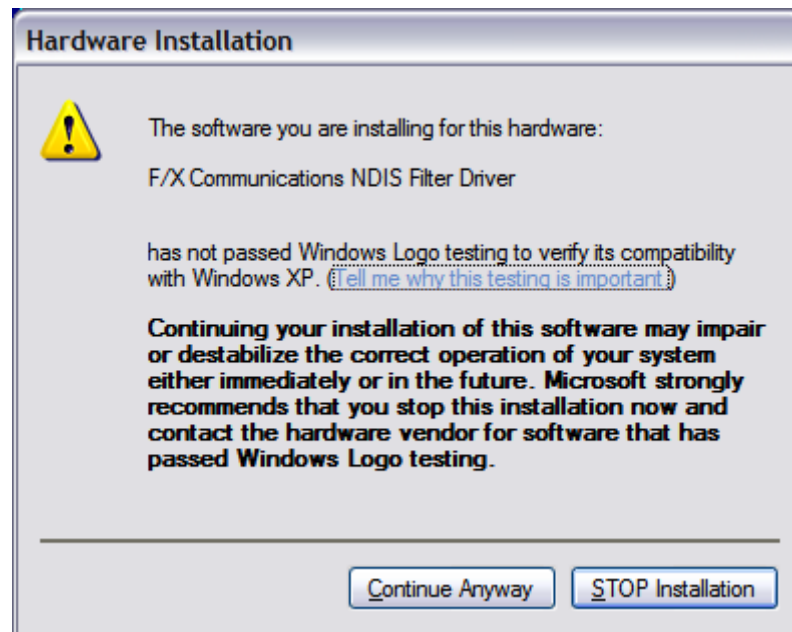 Hardware Installation
The software you are installing for this hardware:
F/X Communications NDIS Filter Driver
has not passed Windows Logo testing to verify its compatibility
with Windows XP. (Tell me why this testing is important.)
Continuing your installation of this software may impair
or destabilize the correct operation of your system
either immediately or in the future. Microsoft strongly
recommends that you stop this installation now and
contact the hardware vendor for software that has
passed Windows Logo testing.
Continue Anyway
STOP Installation